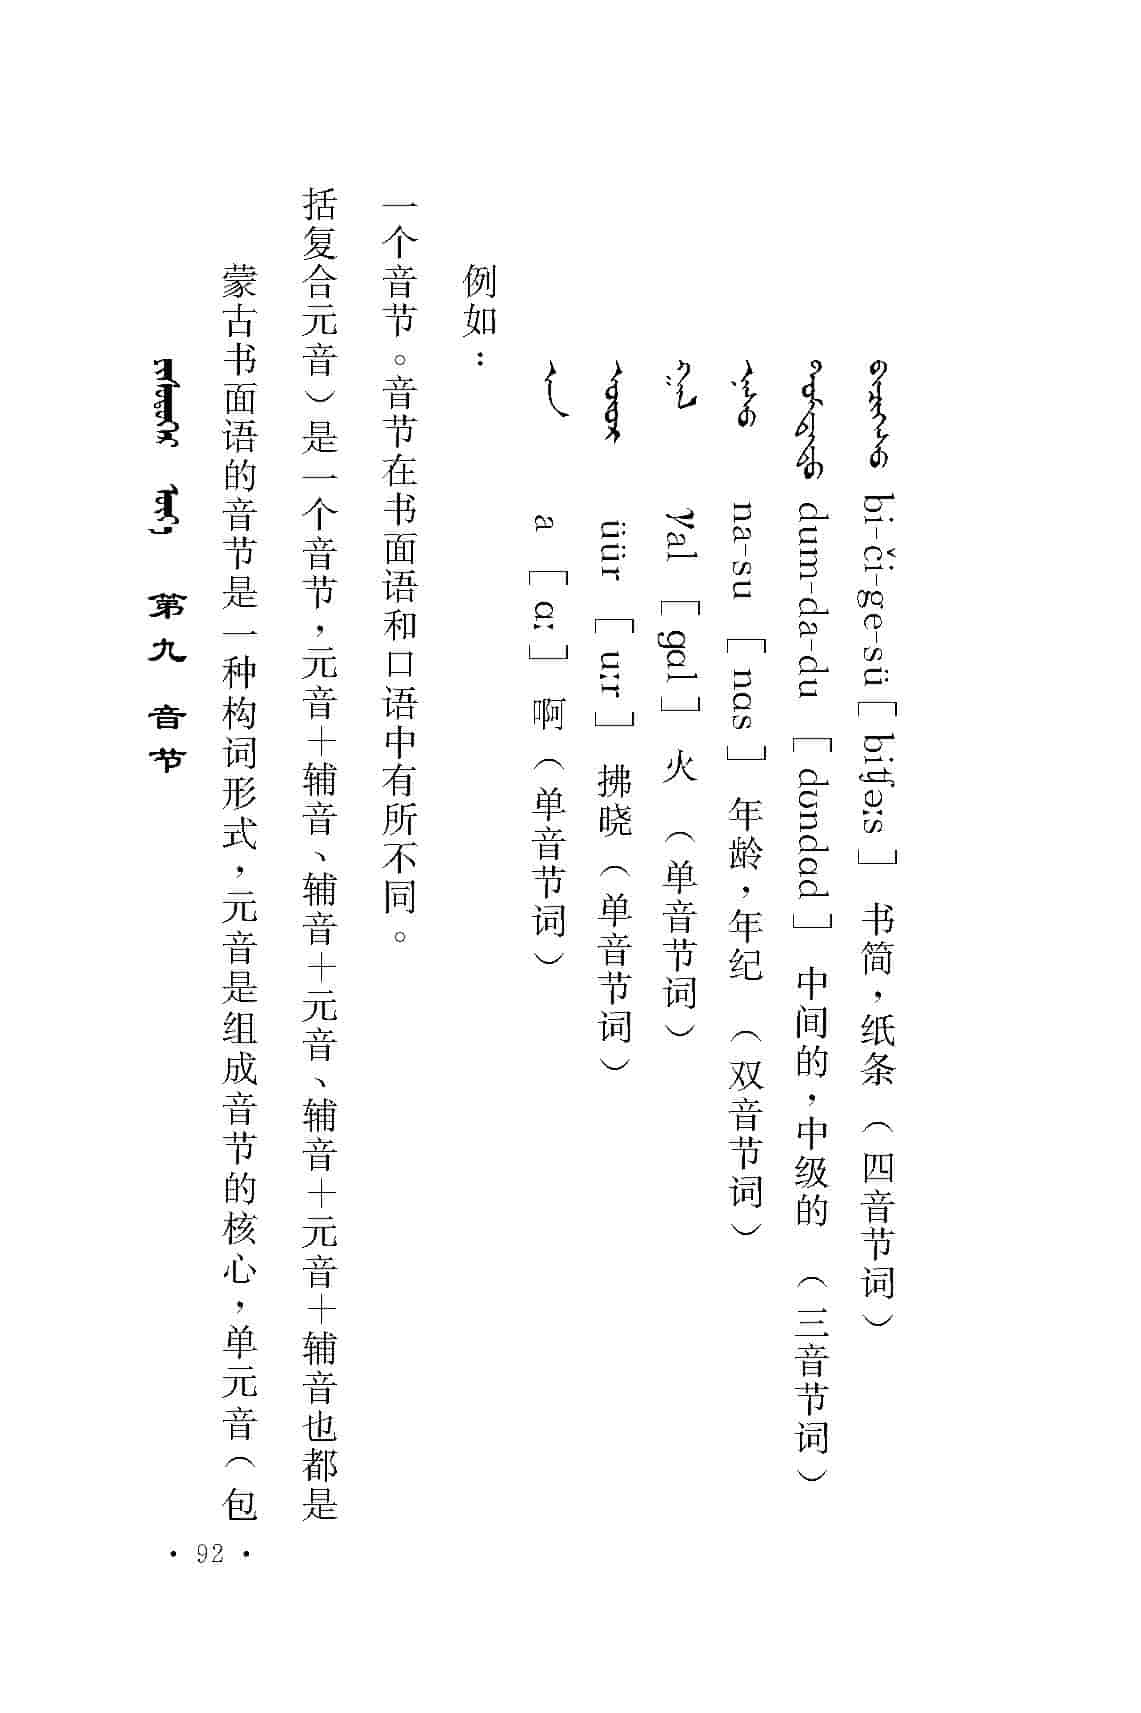 第九 音节
蒙古书面语的音节是一种构词形式，元音是组成音节的核心，单元音（包
括复合元音）是一个音节，元音＋辅音、辅音＋元音、辅音＋元音＋辅音也都是
一个音节。音节在书面语和口语中有所不同。
例如：
ᠠ a ［ɑː］ 啊（单音节词）
ᠦᠦᠷ üür ［uːr］ 拂晓（单音节词）
ᠭᠠᠯ γal ［gɑl］ 火 （单音节词）
ᠨᠠᠰᠤ na-su ［nɑs］ 年龄，年纪 （双音节词）
ᠳᠤᠮᠳᠠᠳᠤ dum-da-du ［dʊndɑd］ 中间的，中级的 （三音节词）
ᠪᠢᠴᠢᠭᠡᠰᠦ bi-či-ge-sü［biʧəːs］ 书简，纸条 （四音节词）
· 92 ·